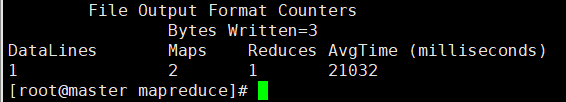 File Output Format Counters
Bytes Written=3
DataLines Maps Reduces AvgTime (milliseconds)
1 2 1 21032
[root@master mapreduce]#